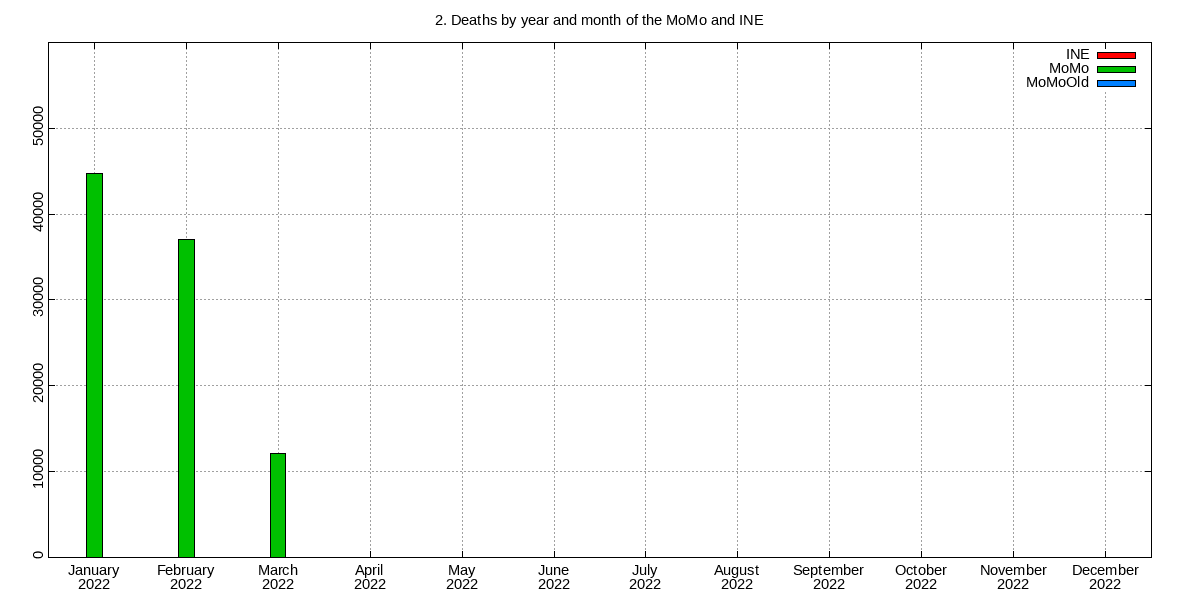 2. Deaths by year and month of the MoMo and INE
INE
MoMo
MoMoOld
50000
40000
30000
20000
10000
0
January February March April May June July August September October November December
2022 2022 2022 2022 2022 2022 2022 2022 2022 2022 2022 2022